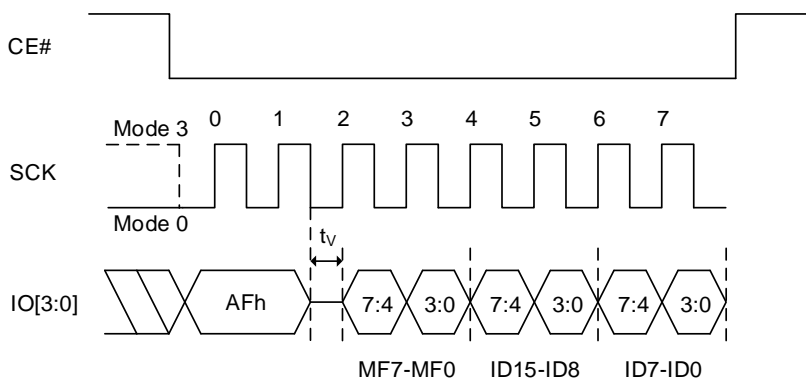 CE#
Mode 3 0 1 2 3 4 5 6 7
SCK
Mode 0
tV
IO[3:0] AFh 7:4 3:0 7:4 3:0 7:4 3:0
MF7-MF0 ID15-ID8 ID7-ID0